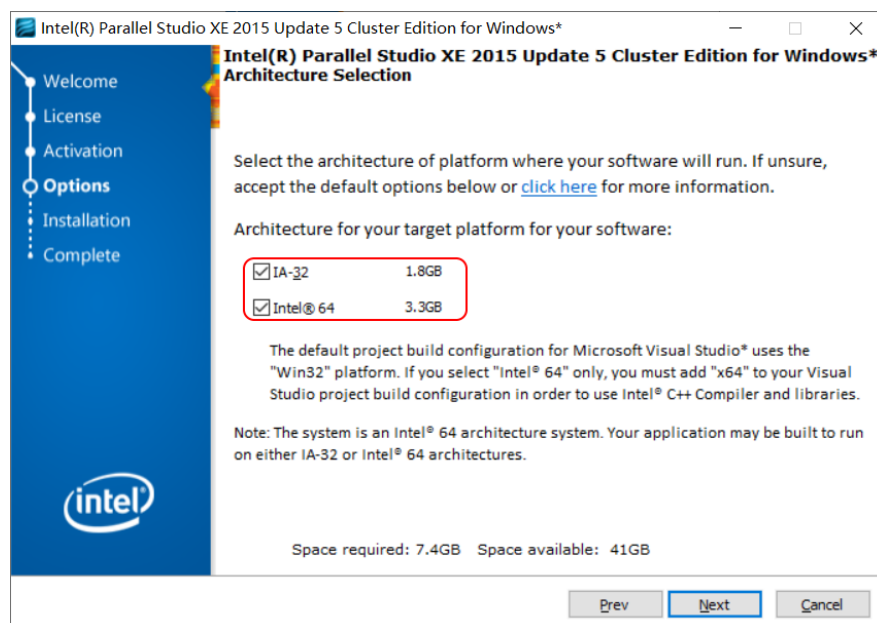 Intel(R) Parallel Studio XE 2015 Update 5 Cluster Edition for Windows*
Intel(R) Parallel Studio XE 2015 Update 5 Cluster Edition for Windows*
Architecture Selection
Welcome
License
Activation
Options
Installation
Complete
Select the architecture of platform where your software will run. If unsure,
accept the default options below or click here for more information.
Architecture for your target platform for your software:
IA-32 1.8GB
Intel® 64 3.3GB
The default project build configuration for Microsoft Visual Studio* uses the
"Win32" platform. If you select "Intel® 64" only, you must add "x64" to your Visual
Studio project build configuration in order to use Intel® C++ Compiler and libraries.
Note: The system is an Intel® 64 architecture system. Your application may be built to run
on either IA-32 or Intel® 64 architectures.
(intel)
Space required: 7.4GB Space available: 41GB
Prev Next Cancel